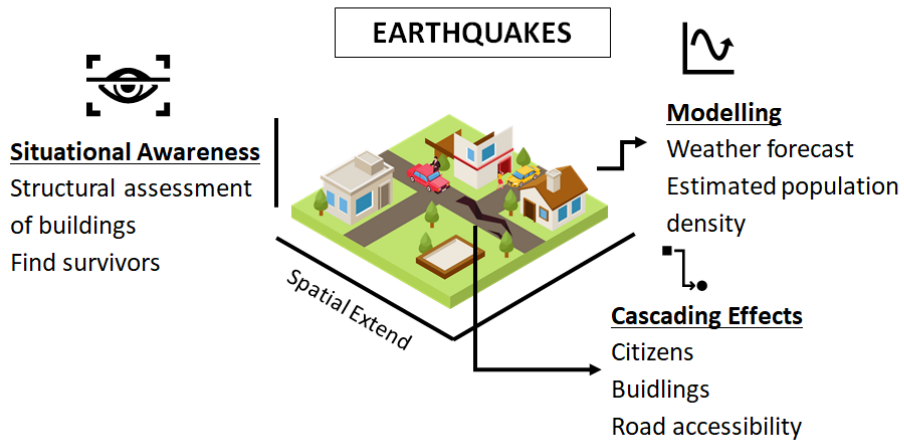 EARTHQUAKES
Situational Awareness
Structural assessment
of buildings
Find survivors
Spatial Extend
Modelling
Weather forecast
Estimated population
density
Cascading Effects
Citizens
Buidlings
Road accessibility